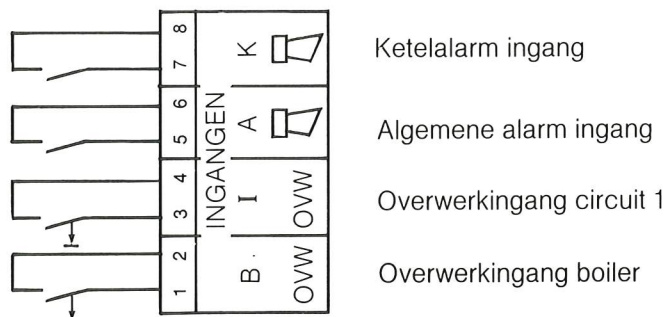 8
7
K
Ketelalarm ingang
6
5
A
Algemene alarm ingang
INGANGEN
4
3
I
OVW
Overwerkingang circuit 1
2
1
B
OVW
Overwerkingang boiler